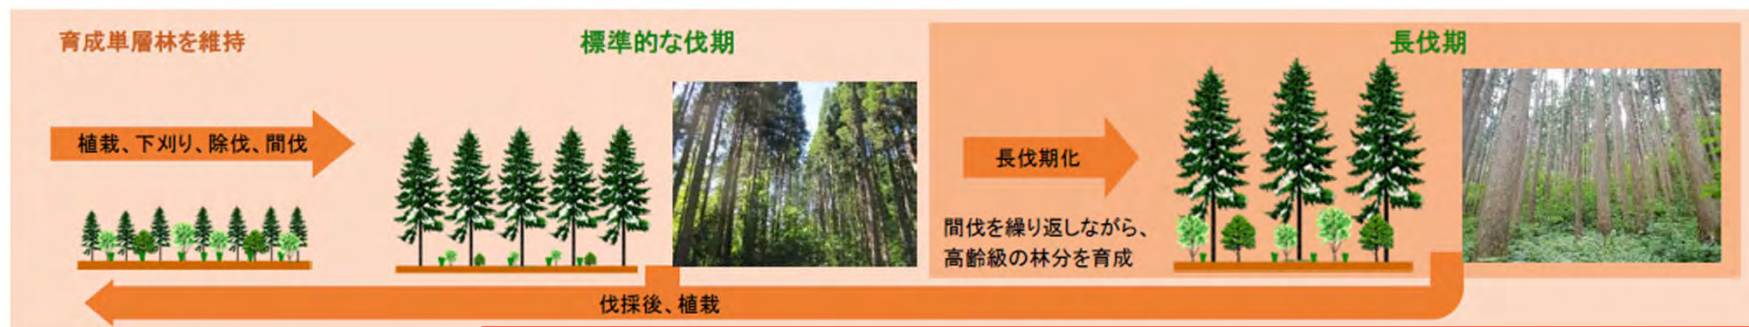 育成単層林を維持
標準的な伐期
長伐期
植栽、下刈り、除伐、間伐
長伐期化
間伐を繰り返しながら、
高齢級の林分を育成
伐採後、植栽